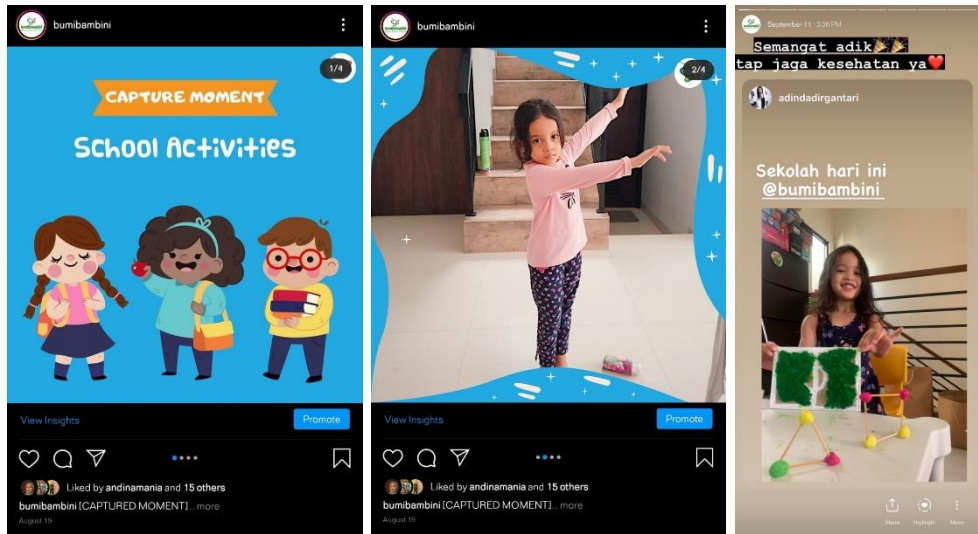 bumibambini
1/4
CAPTURE MOMENT
School Activities
View Insights
Promote
Liked by andinamania and 15 others
bumibambini [CAPTURED MOMENT]... more
August 19
bumibambini
2/4
View Insights
Promote
Liked by andinamania and 15 others
bumibambini [CAPTURED MOMENT]... more
August 19
September 11, 3:36 PM
Semangat adik🎉🎉
tap jaga kesehatan ya❤️
adindadirgantari
Sekolah hari ini
@bumibambini
Share
Highlight
More